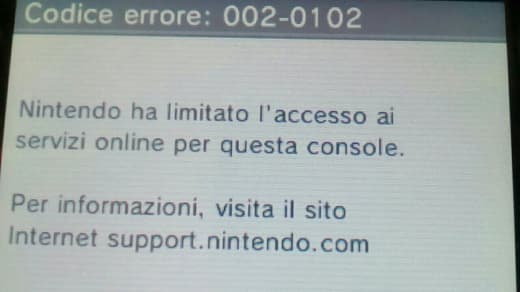 Codice errore: 002-0102
Nintendo ha limitato l'accesso ai
servizi online per questa console.
Per informazioni, visita il sito
Internet support.nintendo.com